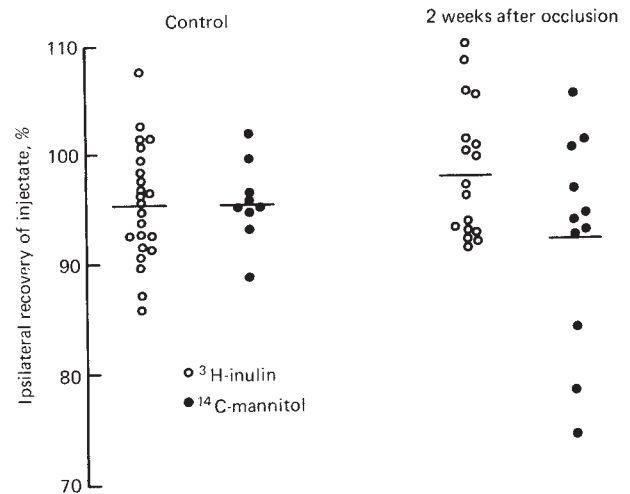 Control
2 weeks after occlusion
110
100
90
80
70
Ipsilateral recovery of injectate, %
³H-inulin
¹⁴C-mannitol